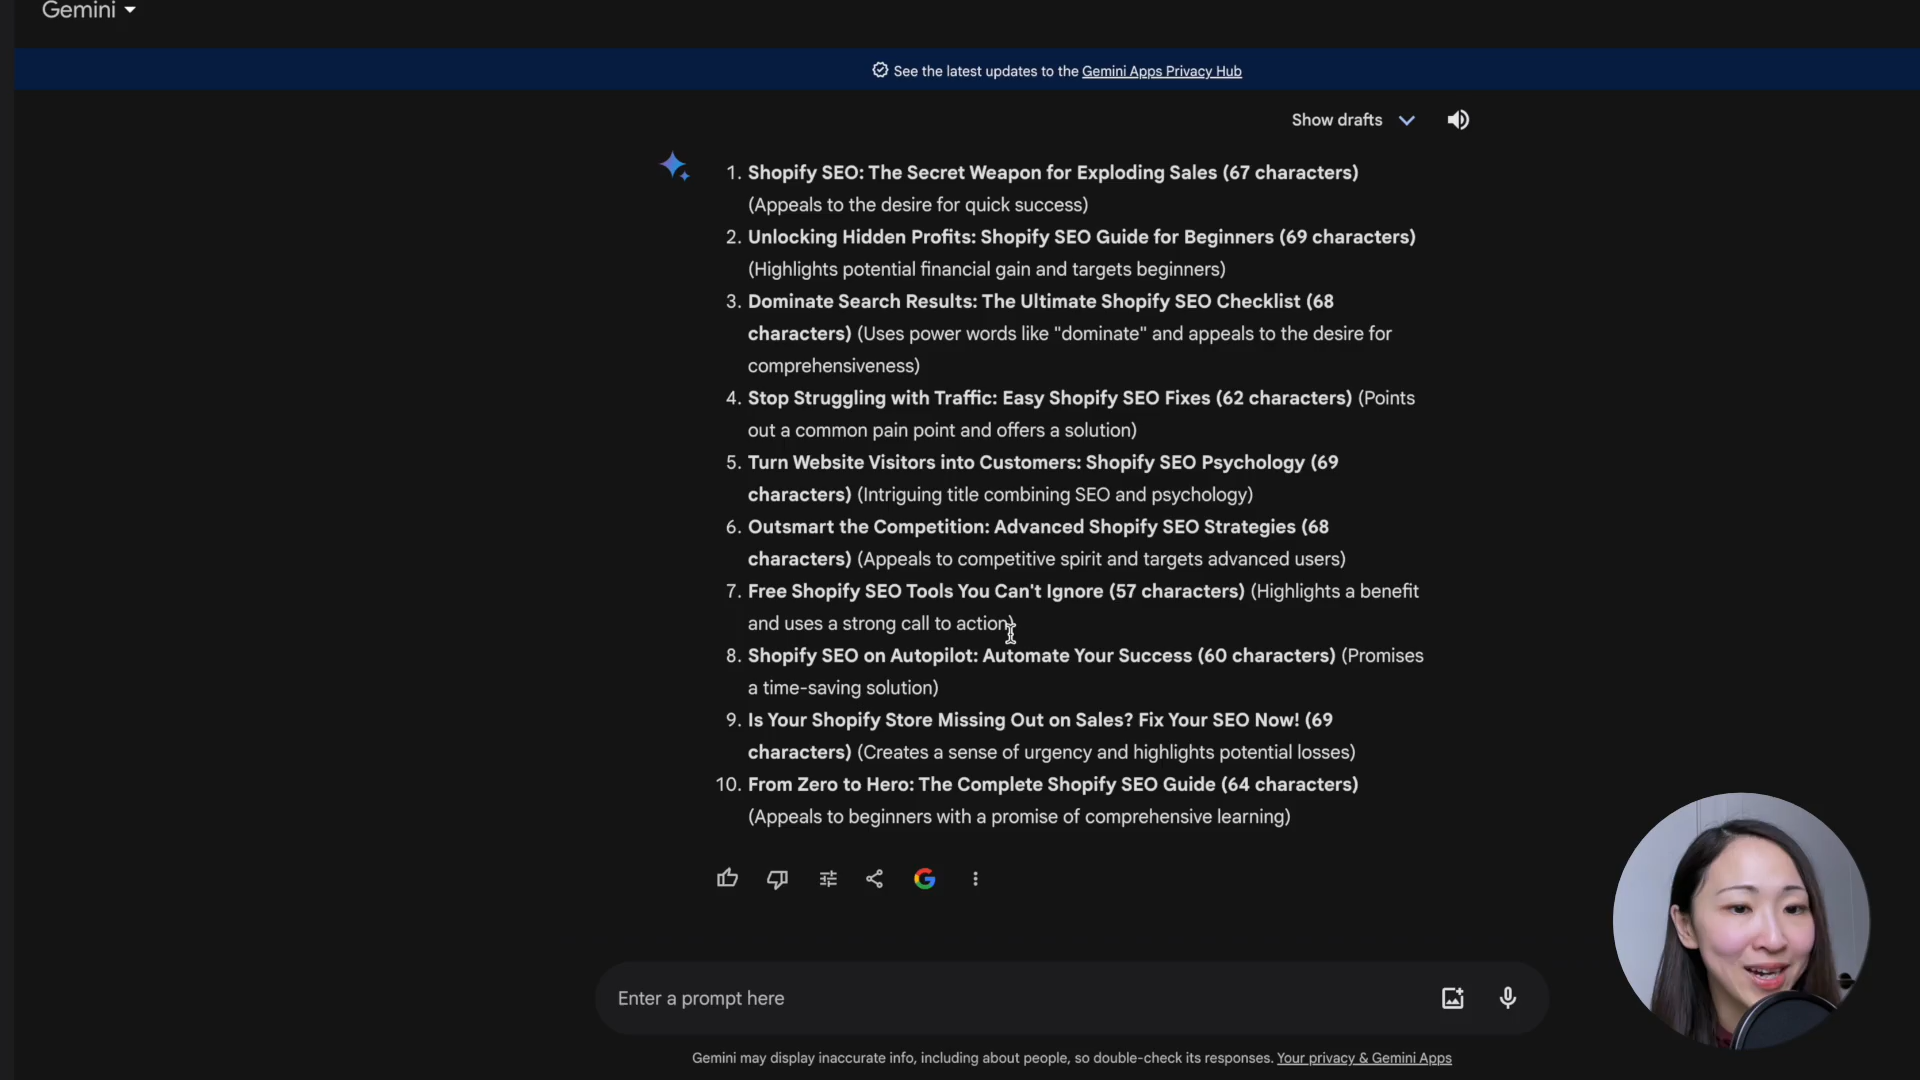 Gemini
See the latest updates to the Gemini Apps Privacy Hub
Show drafts
1. Shopify SEO: The Secret Weapon for Exploding Sales (67 characters)
(Appeals to the desire for quick success)
2. Unlocking Hidden Profits: Shopify SEO Guide for Beginners (69 characters)
(Highlights potential financial gain and targets beginners)
3. Dominate Search Results: The Ultimate Shopify SEO Checklist (68
characters) (Uses power words like "dominate" and appeals to the desire for
comprehensiveness)
4. Stop Struggling with Traffic: Easy Shopify SEO Fixes (62 characters) (Points
out a common pain point and offers a solution)
5. Turn Website Visitors into Customers: Shopify SEO Psychology (69
characters) (Intriguing title combining SEO and psychology)
6. Outsmart the Competition: Advanced Shopify SEO Strategies (68
characters) (Appeals to competitive spirit and targets advanced users)
7. Free Shopify SEO Tools You Can't Ignore (57 characters) (Highlights a benefit
and uses a strong call to action)
8. Shopify SEO on Autopilot: Automate Your Success (60 characters) (Promises
a time-saving solution)
9. Is Your Shopify Store Missing Out on Sales? Fix Your SEO Now! (69
characters) (Creates a sense of urgency and highlights potential losses)
10. From Zero to Hero: The Complete Shopify SEO Guide (64 characters)
(Appeals to beginners with a promise of comprehensive learning)
Enter a prompt here
Gemini may display inaccurate info, including about people, so double-check its responses. Your privacy & Gemini Apps